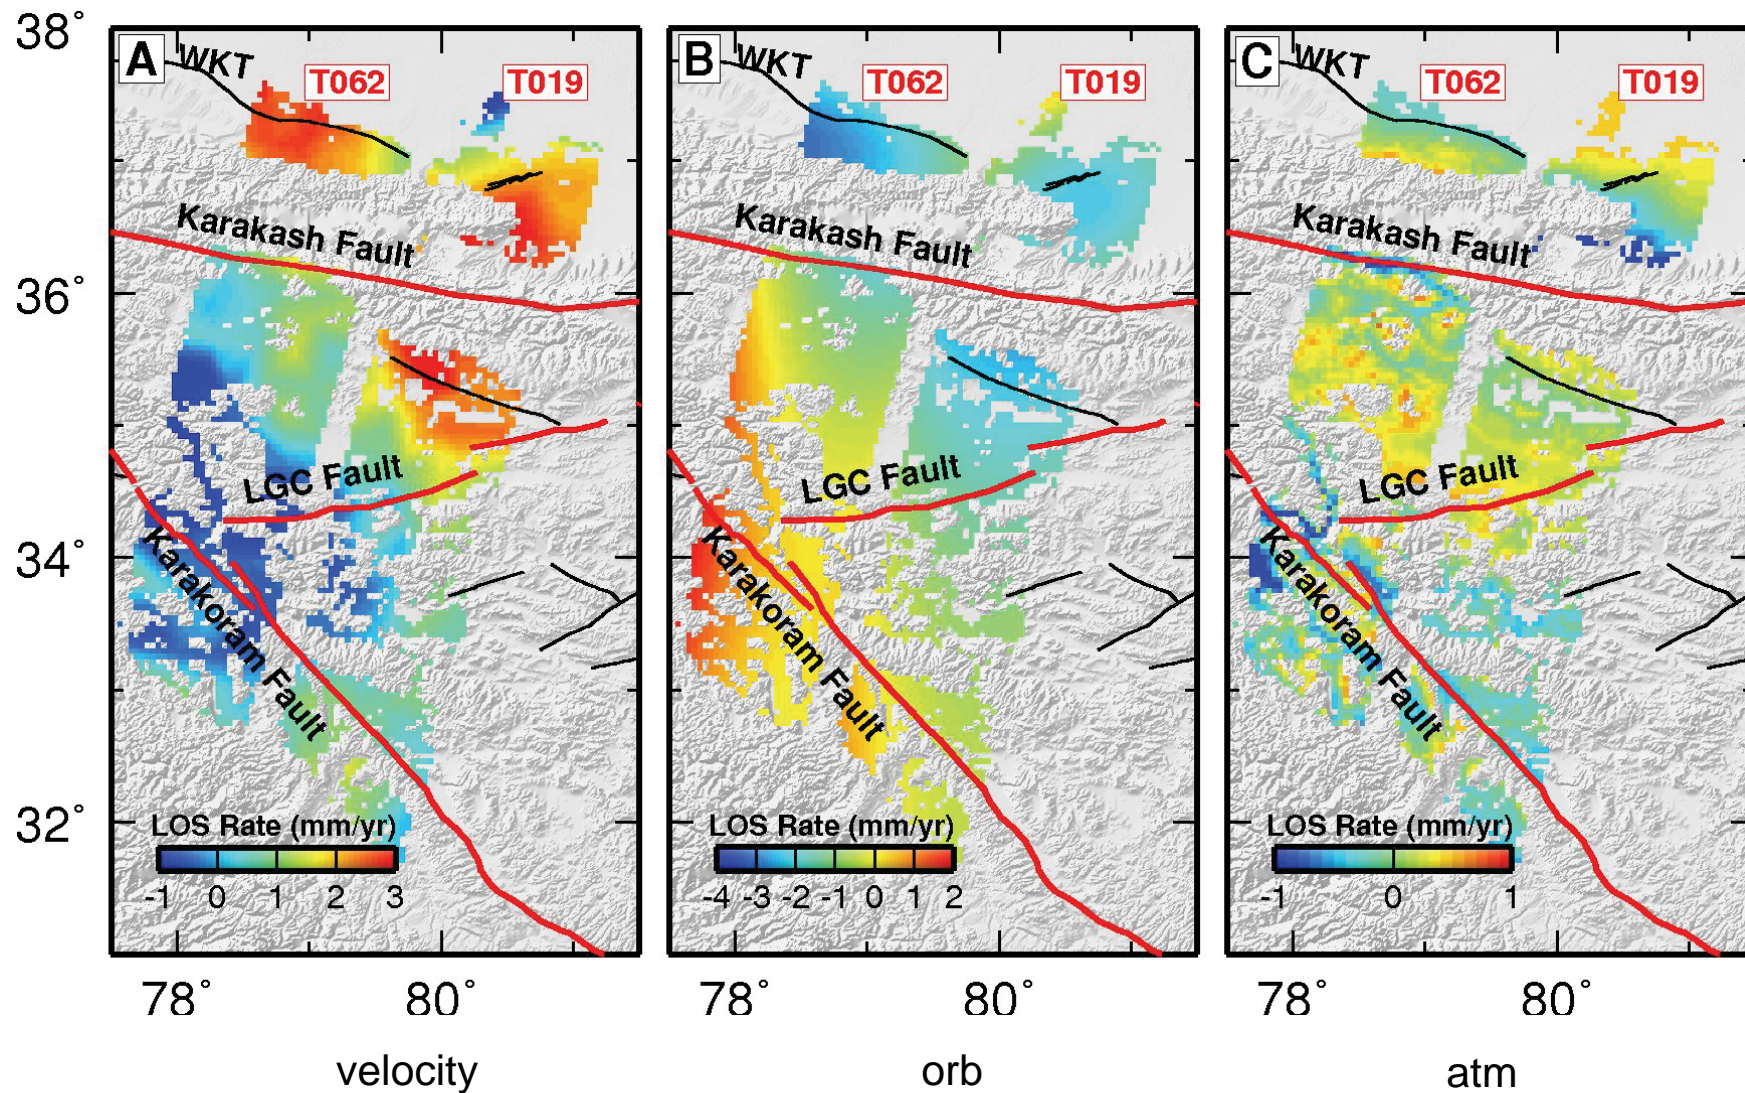 38°
36°
34°
32°
A
WKT
T062
T019
Karakash Fault
LGC Fault
Karakoram Fault
LOS Rate (mm/yr)
-1 0 1 2 3
78° 80°
velocity
B
WKT
T062
T019
Karakash Fault
LGC Fault
Karakoram Fault
LOS Rate (mm/yr)
-4 -3 -2 -1 0 1 2
78° 80°
orb
C
WKT
T062
T019
Karakash Fault
LGC Fault
Karakoram Fault
LOS Rate (mm/yr)
-1 0 1
78° 80°
atm